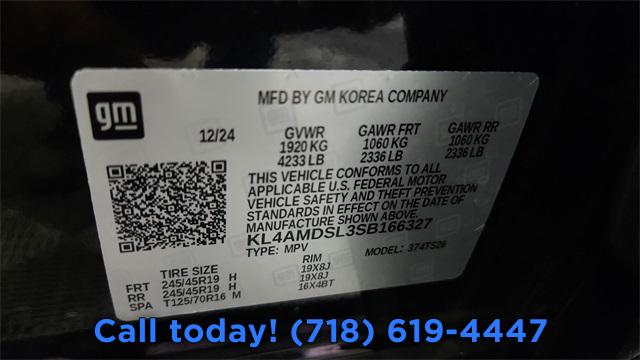 gm
MFD BY GM KOREA COMPANY
12/24 GVWR GAWR FRT GAWR RR
1920 KG 1060 KG 1060 KG
4233 LB 2336 LB 2336 LB
THIS VEHICLE CONFORMS TO ALL
APPLICABLE U.S. FEDERAL MOTOR
VEHICLE SAFETY AND THEFT PREVENTION
STANDARDS IN EFFECT ON THE DATE OF
MANUFACTURE SHOWN ABOVE.
KL4AMDSL3SB166327
TYPE: MPV MODEL: 374TS26
TIRE SIZE RIM
FRT 245/45R19 H 19X8J
RR 245/45R19 H 19X8J
SPA T125/70R16 M 16X4BT
Call today! (718) 619-4447